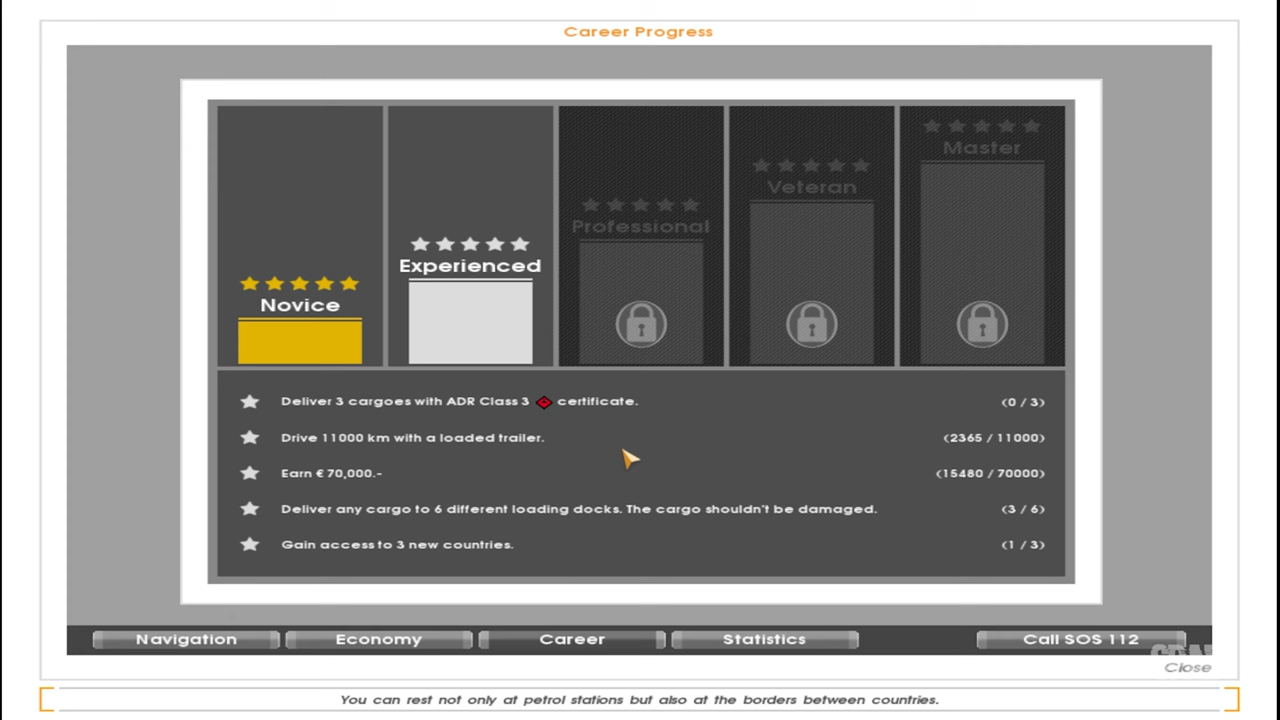 Career Progress
Master
Veteran
Professional
Experienced
Novice
Deliver 3 cargoes with ADR Class 3 certificate. (0 / 3)
Drive 11000 km with a loaded trailer. (2365 / 11000)
Earn € 70,000.- (15480 / 70000)
Deliver any cargo to 6 different loading docks. The cargo shouldn't be damaged. (3 / 6)
Gain access to 3 new countries. (1 / 3)
Navigation Economy Career Statistics Call SOS 112
Close
You can rest not only at petrol stations but also at the borders between countries.